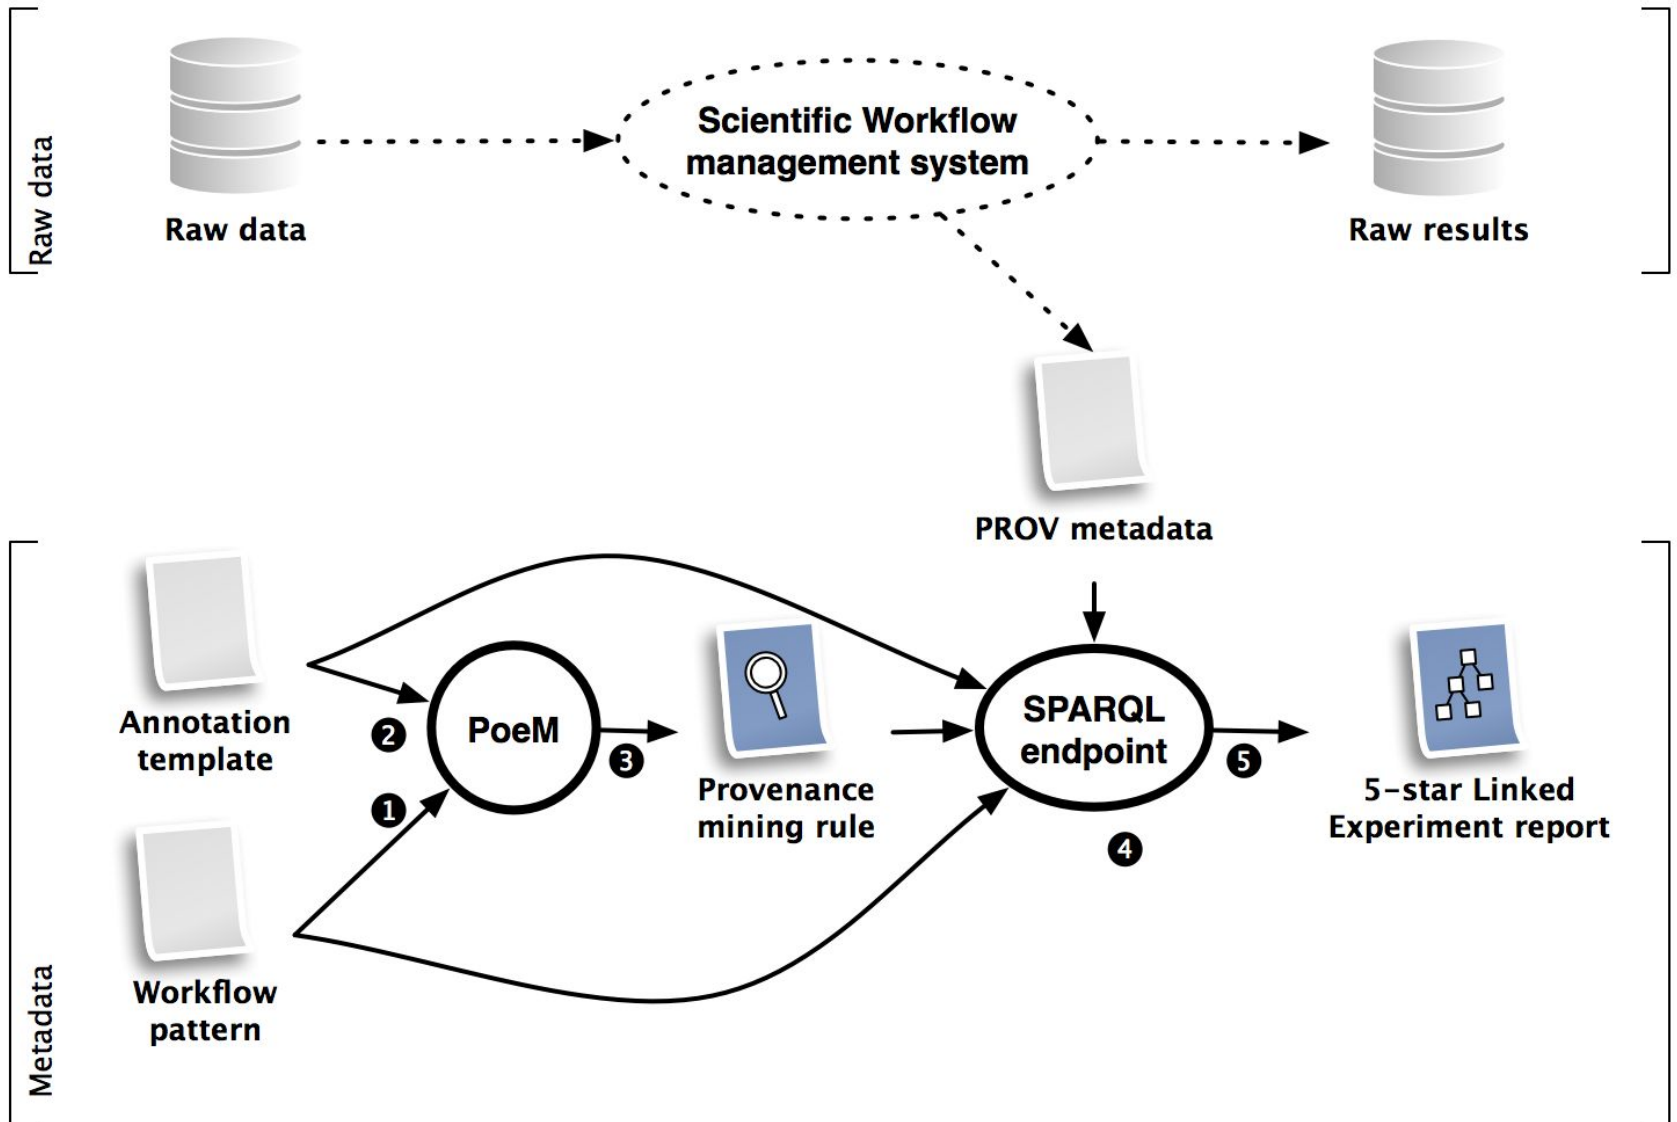 Raw data
Raw data
Scientific Workflow
management system
Raw results
PROV metadata
Metadata
Annotation
template
Workflow
pattern
2
1
PoeM
3
Provenance
mining rule
SPARQL
endpoint
4
5
5-star Linked
Experiment report